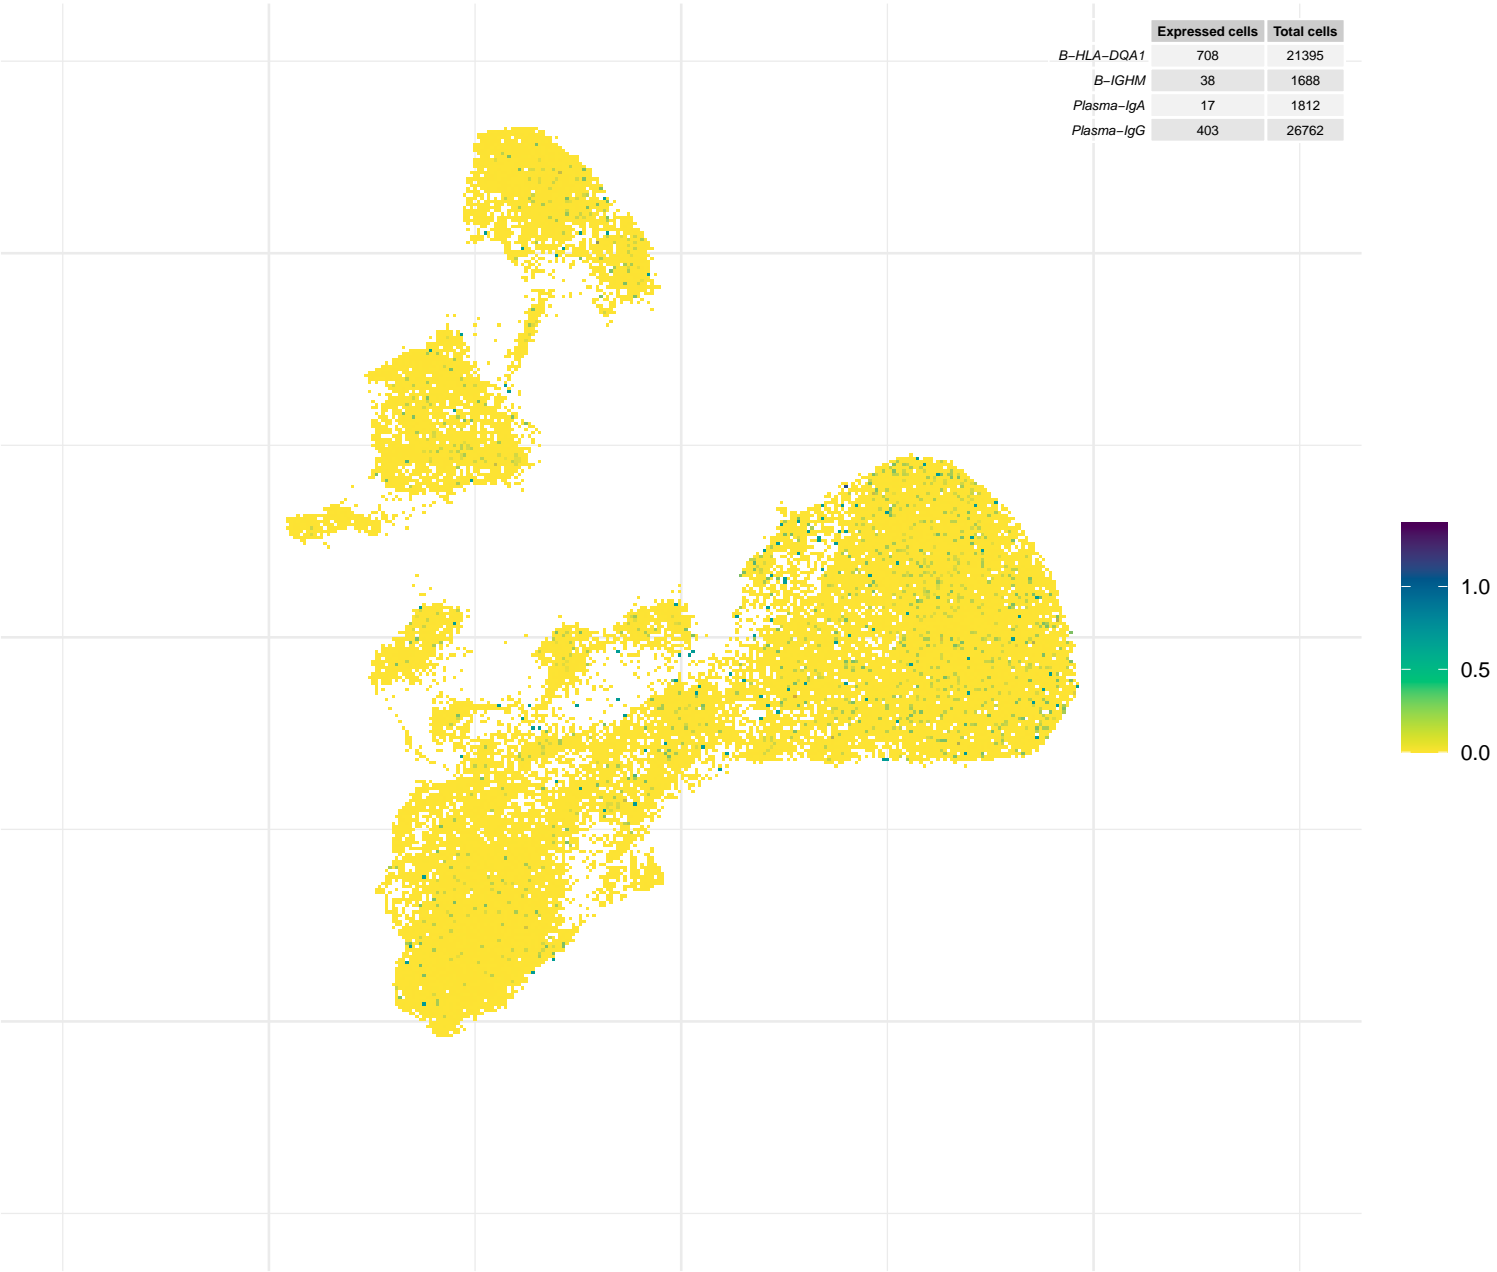 Expressed cells Total cells
B−HLA−DQA1 708 21395
B−IGHM 38 1688
Plasma−IgA 17 1812
Plasma−IgG 403 26762
1.0
0.5
0.0